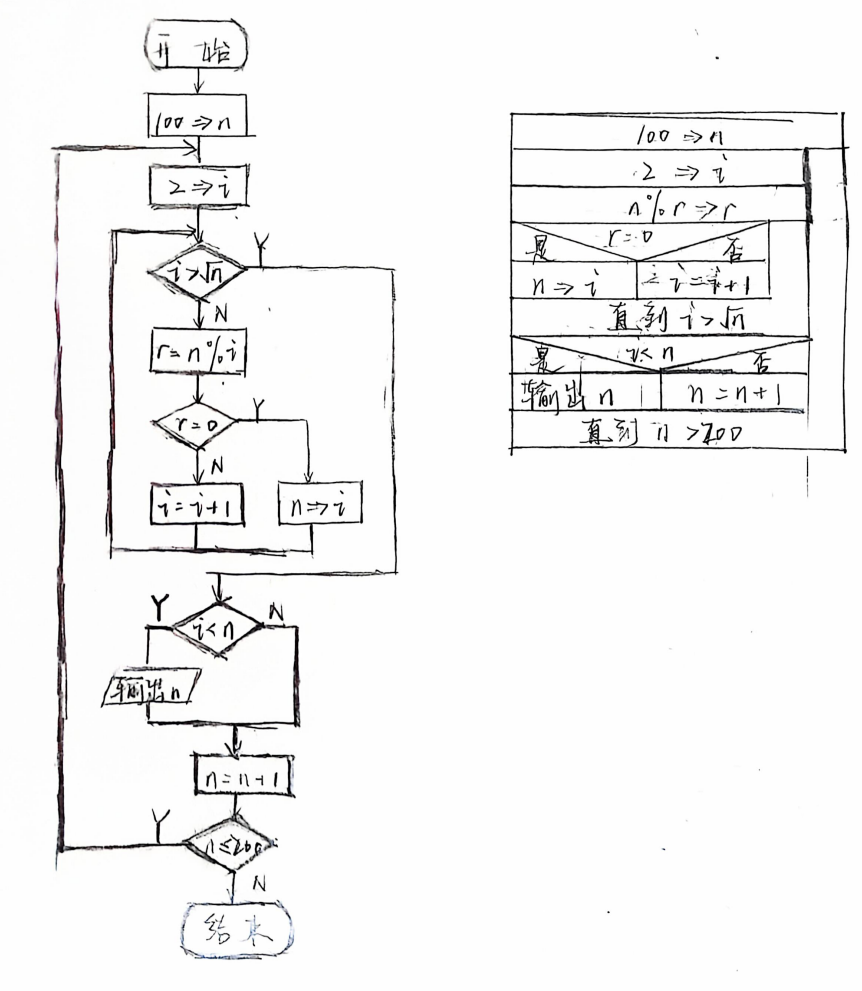 开 始
100 ⇒ n
2 ⇒ i
i > √n
Y
N
r = n % i
r = 0
Y
N
i = i + 1
n ⇒ i
i < n
Y
N
输出 n
n = n + 1
n ≤ 200
Y
N
结 束
100 ⇒ n
2 ⇒ i
n % r ⇒ r
r = 0
是 否
n ⇒ i
i = i + 1
直 到 i > √n
i < n
是 否
输出 n
n = n + 1
直 到 n > 200